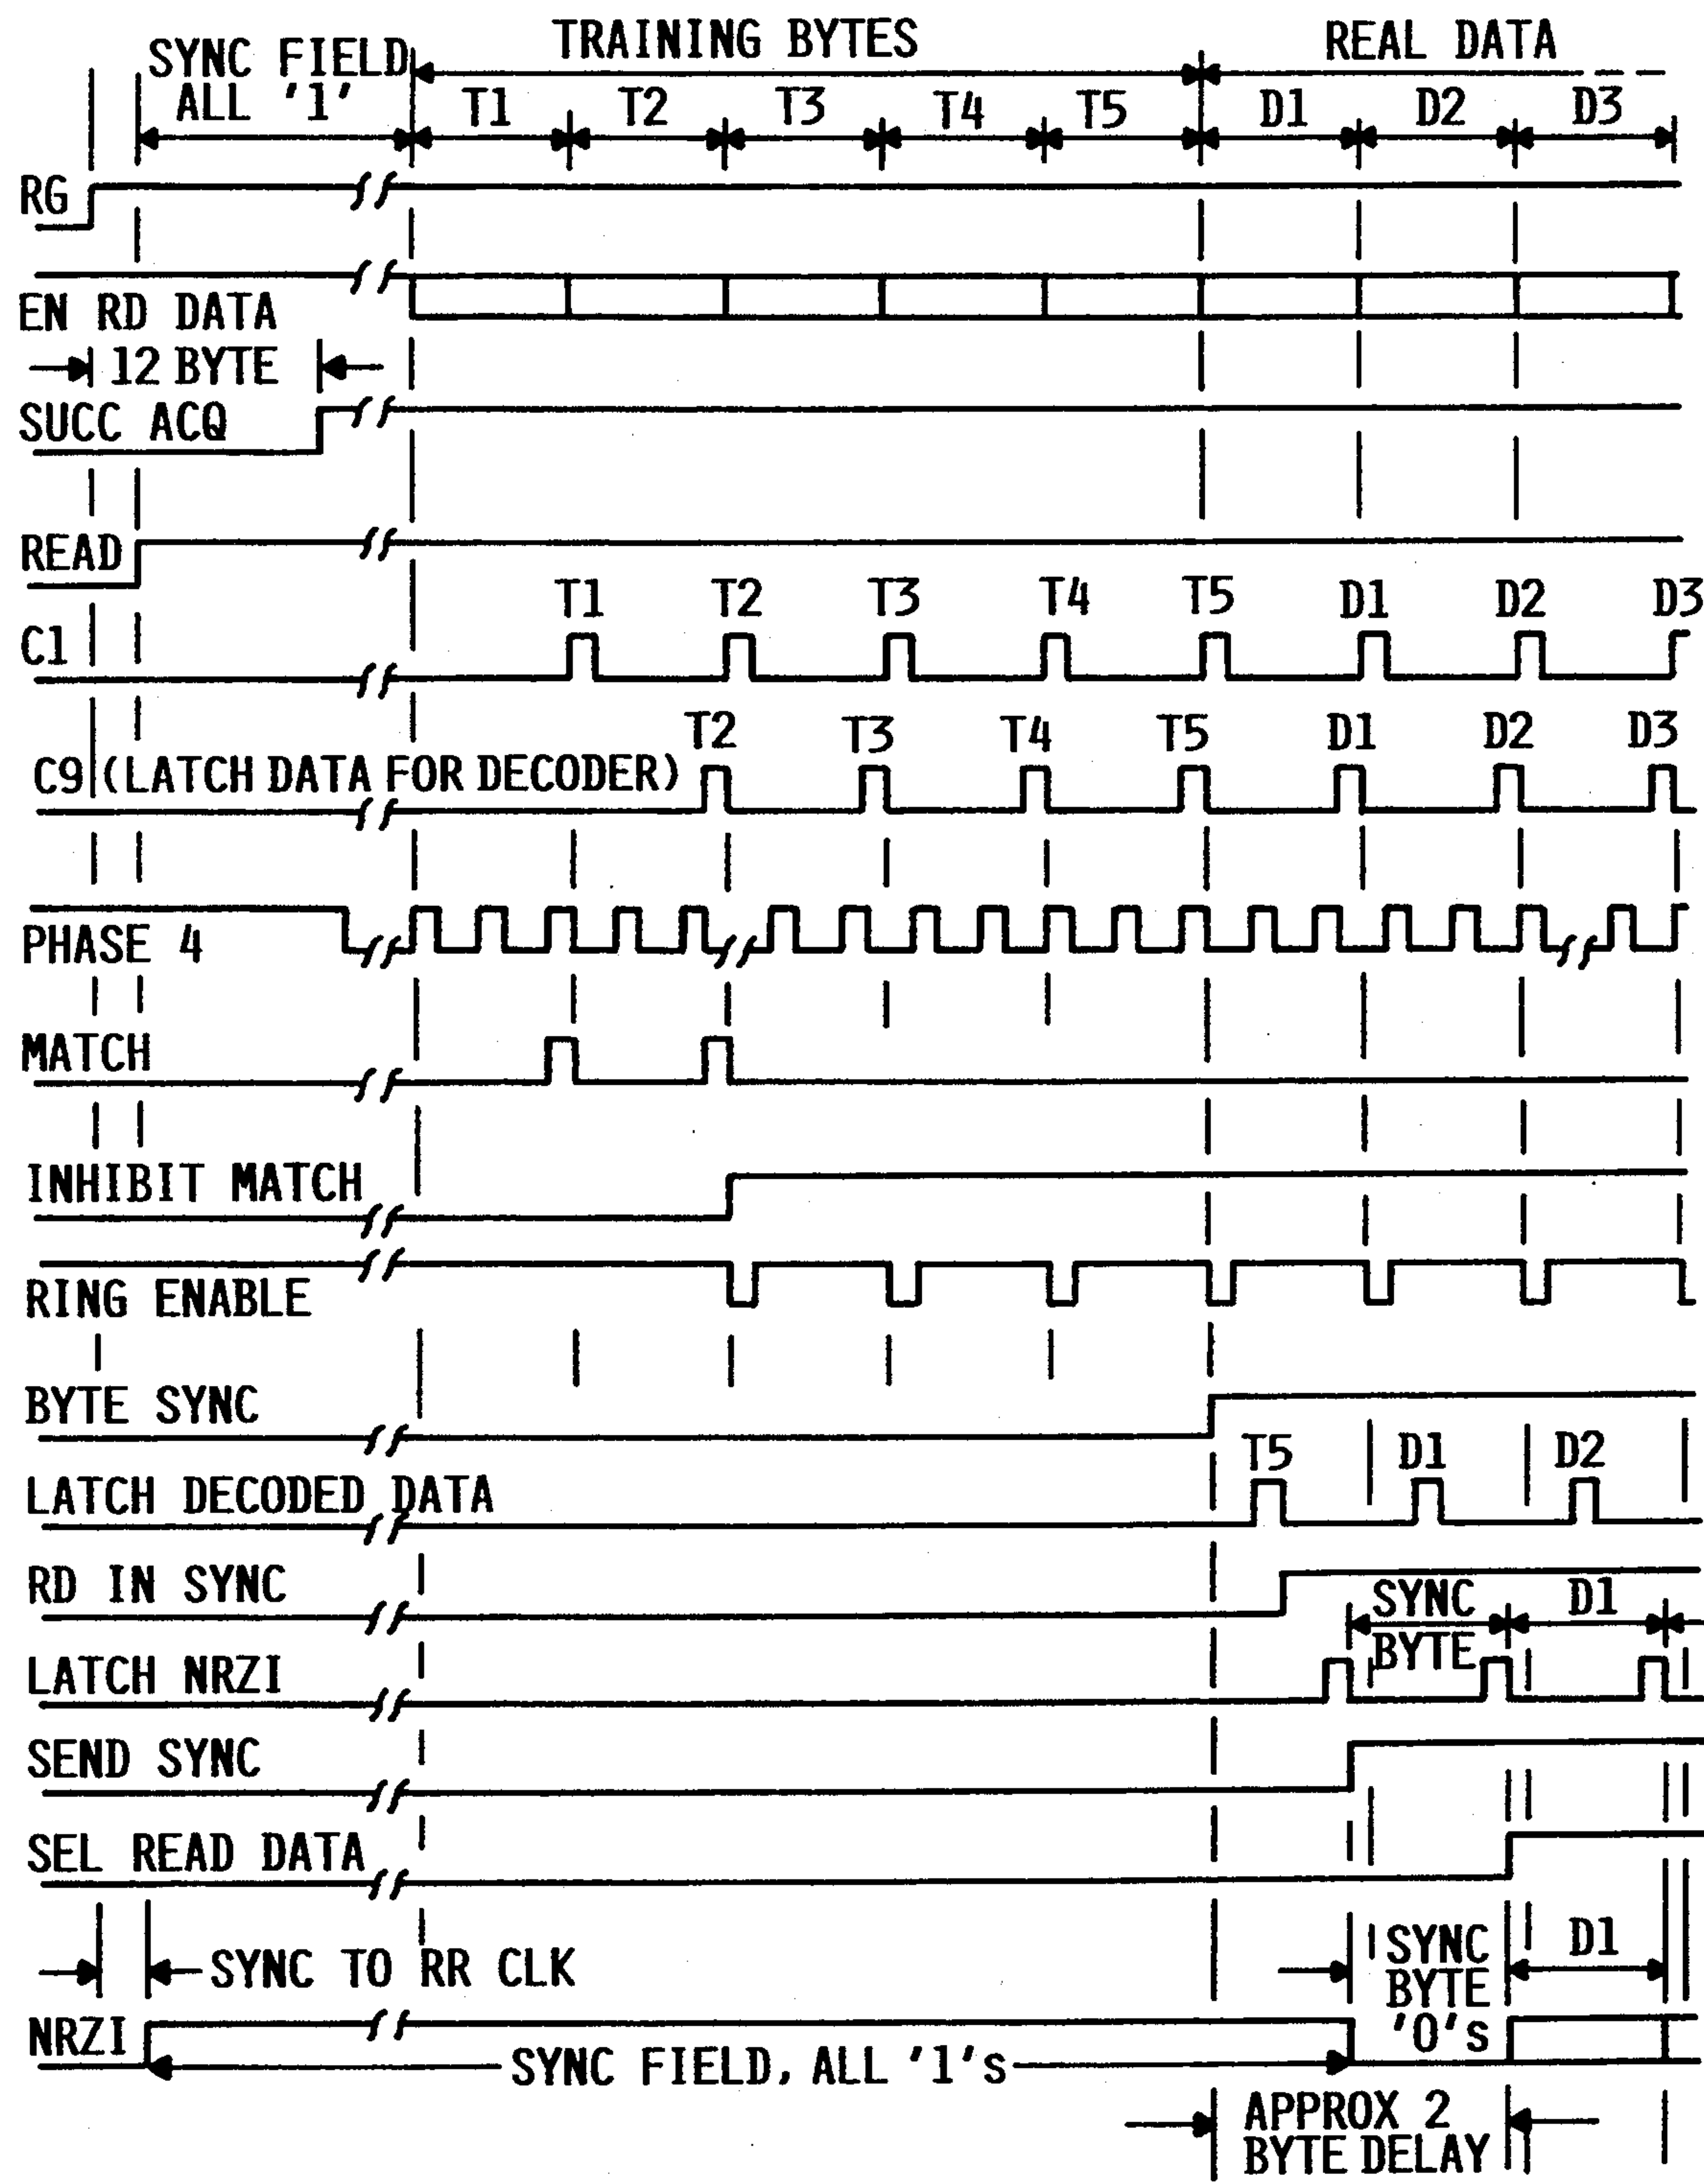 SYNC FIELD
ALL '1'
TRAINING BYTES
REAL DATA
T1 T2 T3 T4 T5 D1 D2 D3
RG
EN RD DATA
12 BYTE
SUCC ACQ
READ
T1 T2 T3 T4 T5 D1 D2 D3
C1
T2 T3 T4 T5 D1 D2 D3
C9 (LATCH DATA FOR DECODER)
PHASE 4
MATCH
INHIBIT MATCH
RING ENABLE
BYTE SYNC
T5 D1 D2
LATCH DECODED DATA
RD IN SYNC
SYNC
BYTE
D1
LATCH NRZI
SEND SYNC
SEL READ DATA
SYNC TO RR CLK
SYNC
BYTE
'0's
D1
NRZI
SYNC FIELD, ALL '1's
APPROX 2
BYTE DELAY